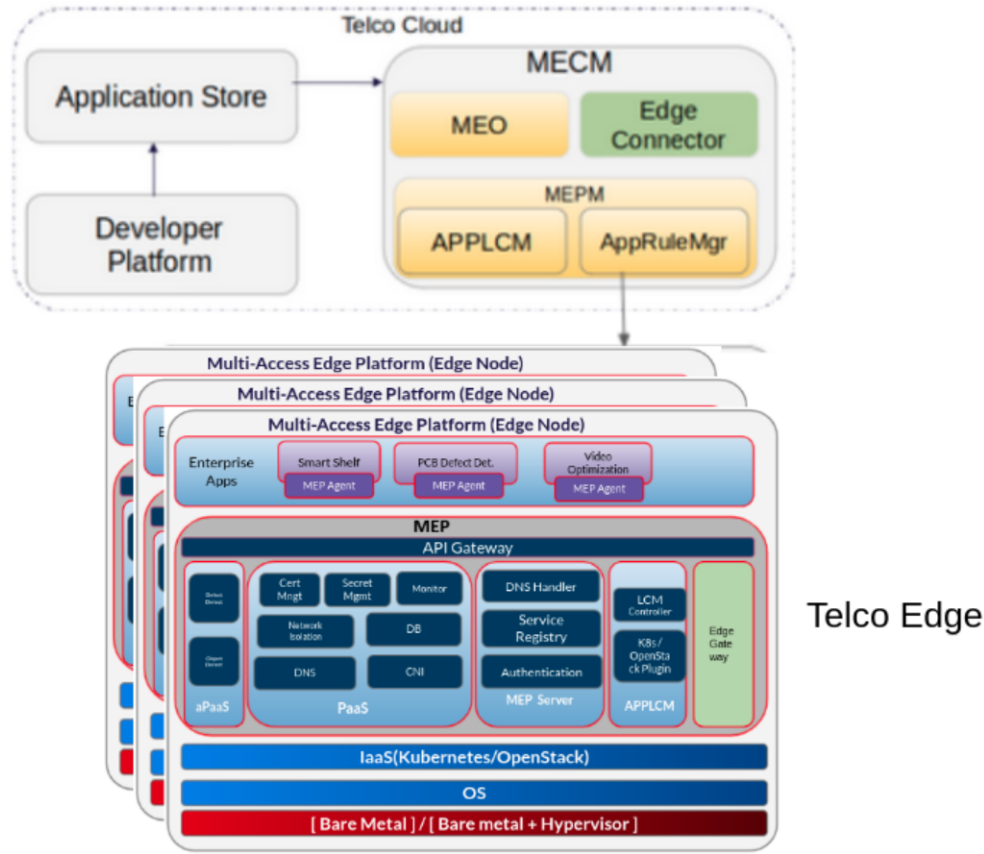 Telco Cloud
Application Store
Developer
Platform
MECM
MEO
Edge
Connector
MEPM
APPLCM
AppRuleMgr
Multi-Access Edge Platform (Edge Node)
E
Multi-Access Edge Platform (Edge Node)
E
Multi-Access Edge Platform (Edge Node)
Enterprise
Apps
Smart Shelf
MEP Agent
PCB Defect Det.
MEP Agent
Video
Optimization
MEP Agent
MEP
API Gateway
aPaaS
Cert
Mngt
Secret
Mgmt
Monitor
Network
Isolation
DB
DNS
CNI
PaaS
DNS Handler
Service
Registry
Authentication
MEP Server
LCM
Controller
K8s/
OpenSta
ck Plugin
APPLCM
Edge
Gate
way
IaaS(Kubernetes/OpenStack)
OS
[ Bare Metal ] / [ Bare metal + Hypervisor ]
Telco Edge